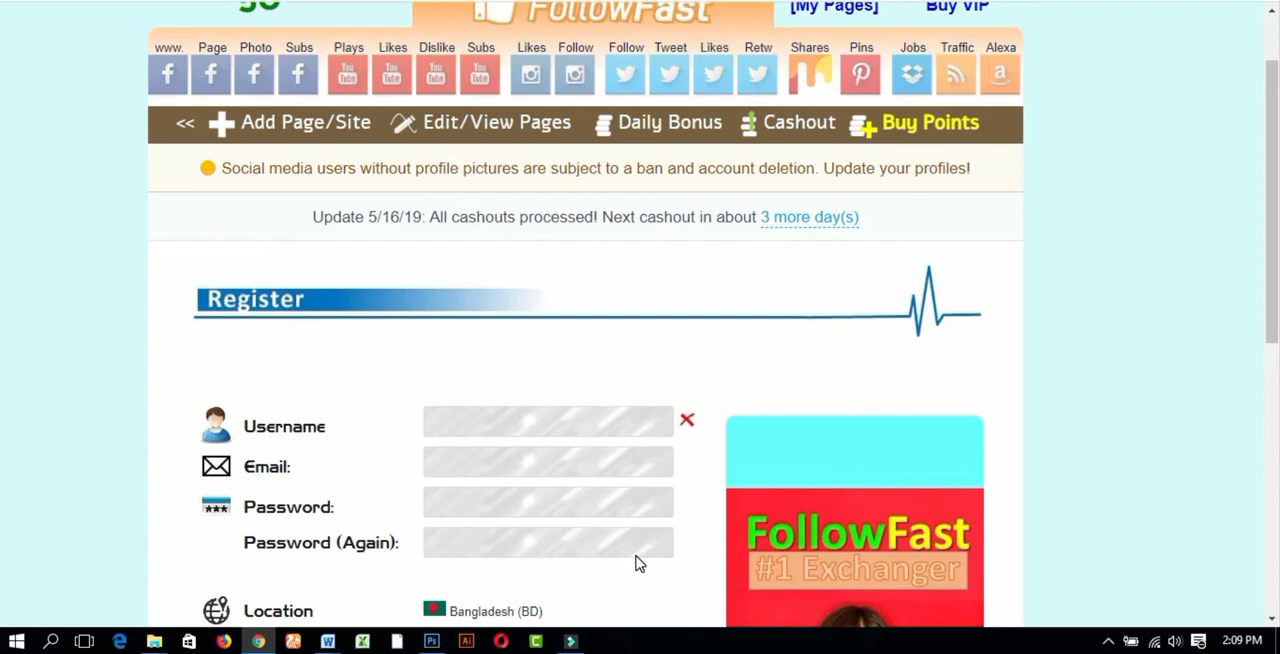 FollowFast
[My Pages] Buy VIP
www. Page Photo Subs Plays Likes Dislike Subs Likes Follow Follow Tweet Likes Retw Shares Pins Jobs Traffic Alexa
<< Add Page/Site Edit/View Pages Daily Bonus Cashout Buy Points
Social media users without profile pictures are subject to a ban and account deletion. Update your profiles!
Update 5/16/19: All cashouts processed! Next cashout in about 3 more day(s)
Register
Username
Email:
Password:
Password (Again):
FollowFast
#1 Exchanger
Location Bangladesh (BD)
2:09 PM